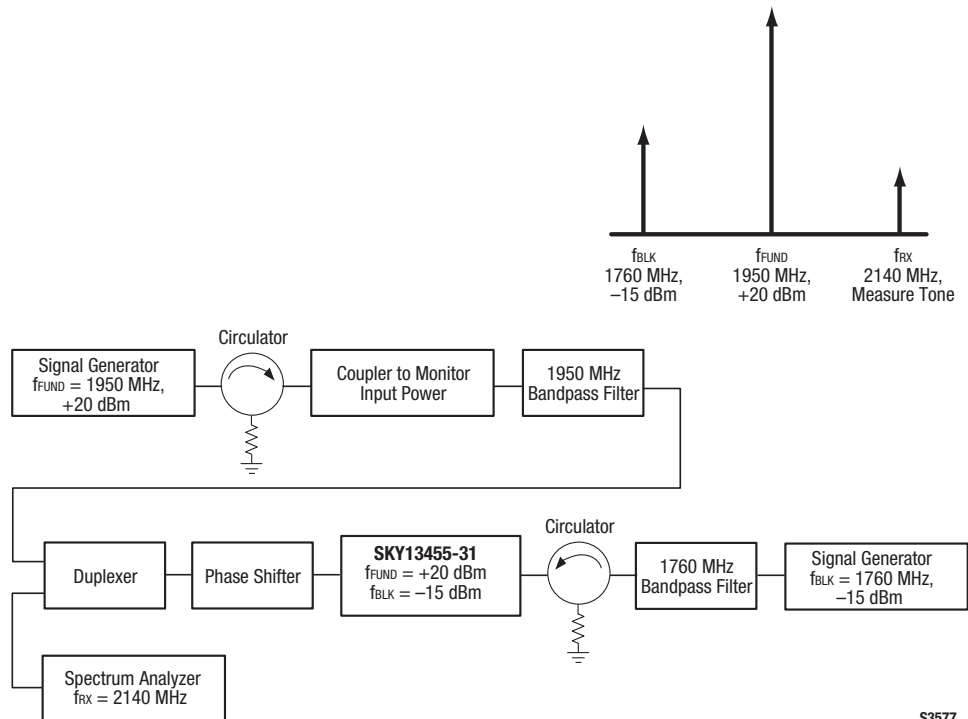 fBLK
1760 MHz,
–15 dBm
fFUND
1950 MHz,
+20 dBm
fRX
2140 MHz,
Measure Tone
Signal Generator
fFUND = 1950 MHz,
+20 dBm
Circulator
Coupler to Monitor
Input Power
1950 MHz
Bandpass Filter
Duplexer
Phase Shifter
SKY13455-31
fFUND = +20 dBm
fBLK = –15 dBm
Circulator
1760 MHz
Bandpass Filter
Signal Generator
fBLK = 1760 MHz,
–15 dBm
Spectrum Analyzer
fRX = 2140 MHz
S3577